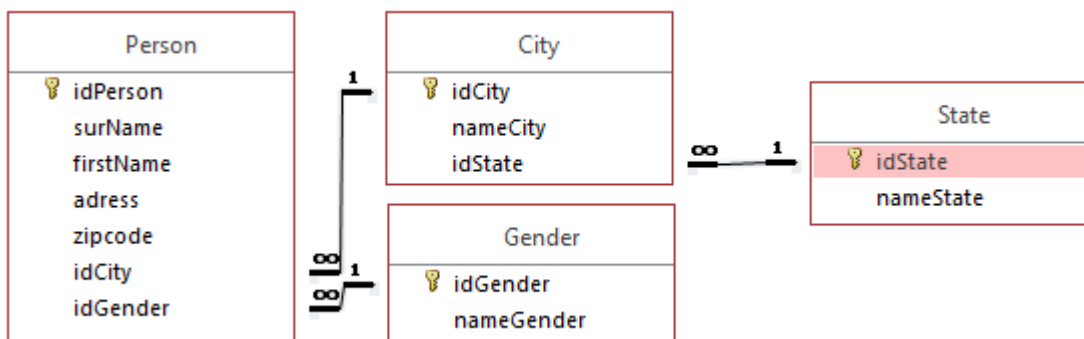 Person
idPerson
surName
firstName
adress
zipcode
idCity
idGender
1
∞
1
∞
City
idCity
nameCity
idState
Gender
idGender
nameGender
∞
1
State
idState
nameState